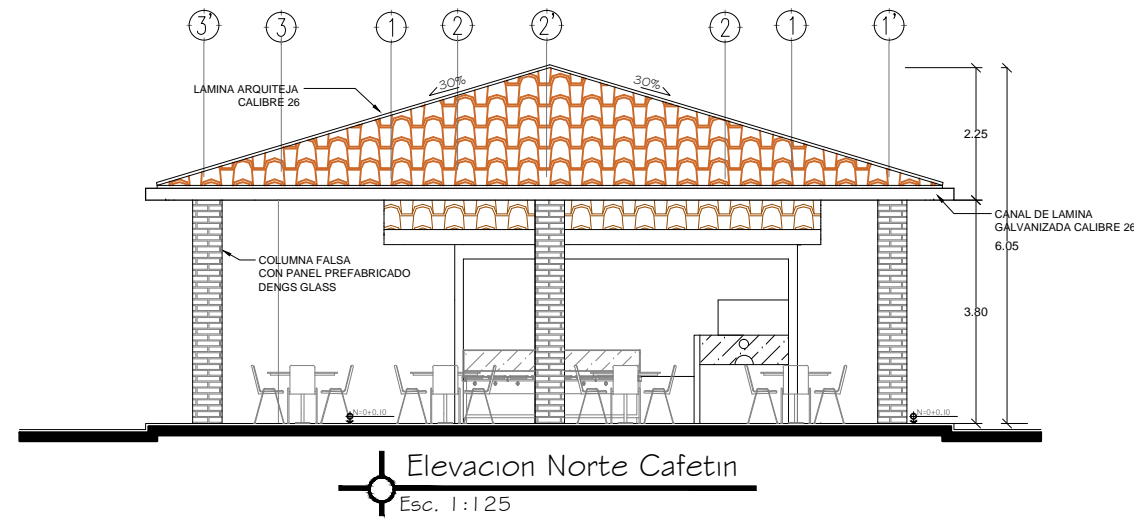 3' 3 1 2 2' 2 1 1'
30% 30%
LAMINA ARQUITEJA
CALIBRE 26
2.25
CANAL DE LAMINA
GALVANIZADA CALIBRE 26
6.05
COLUMNA FALSA
CON PANEL PREFABRICADO
DENGS GLASS
3.80
N=0+0.10 N=0+0.10
Elevacion Norte Cafetin
Esc. 1:125